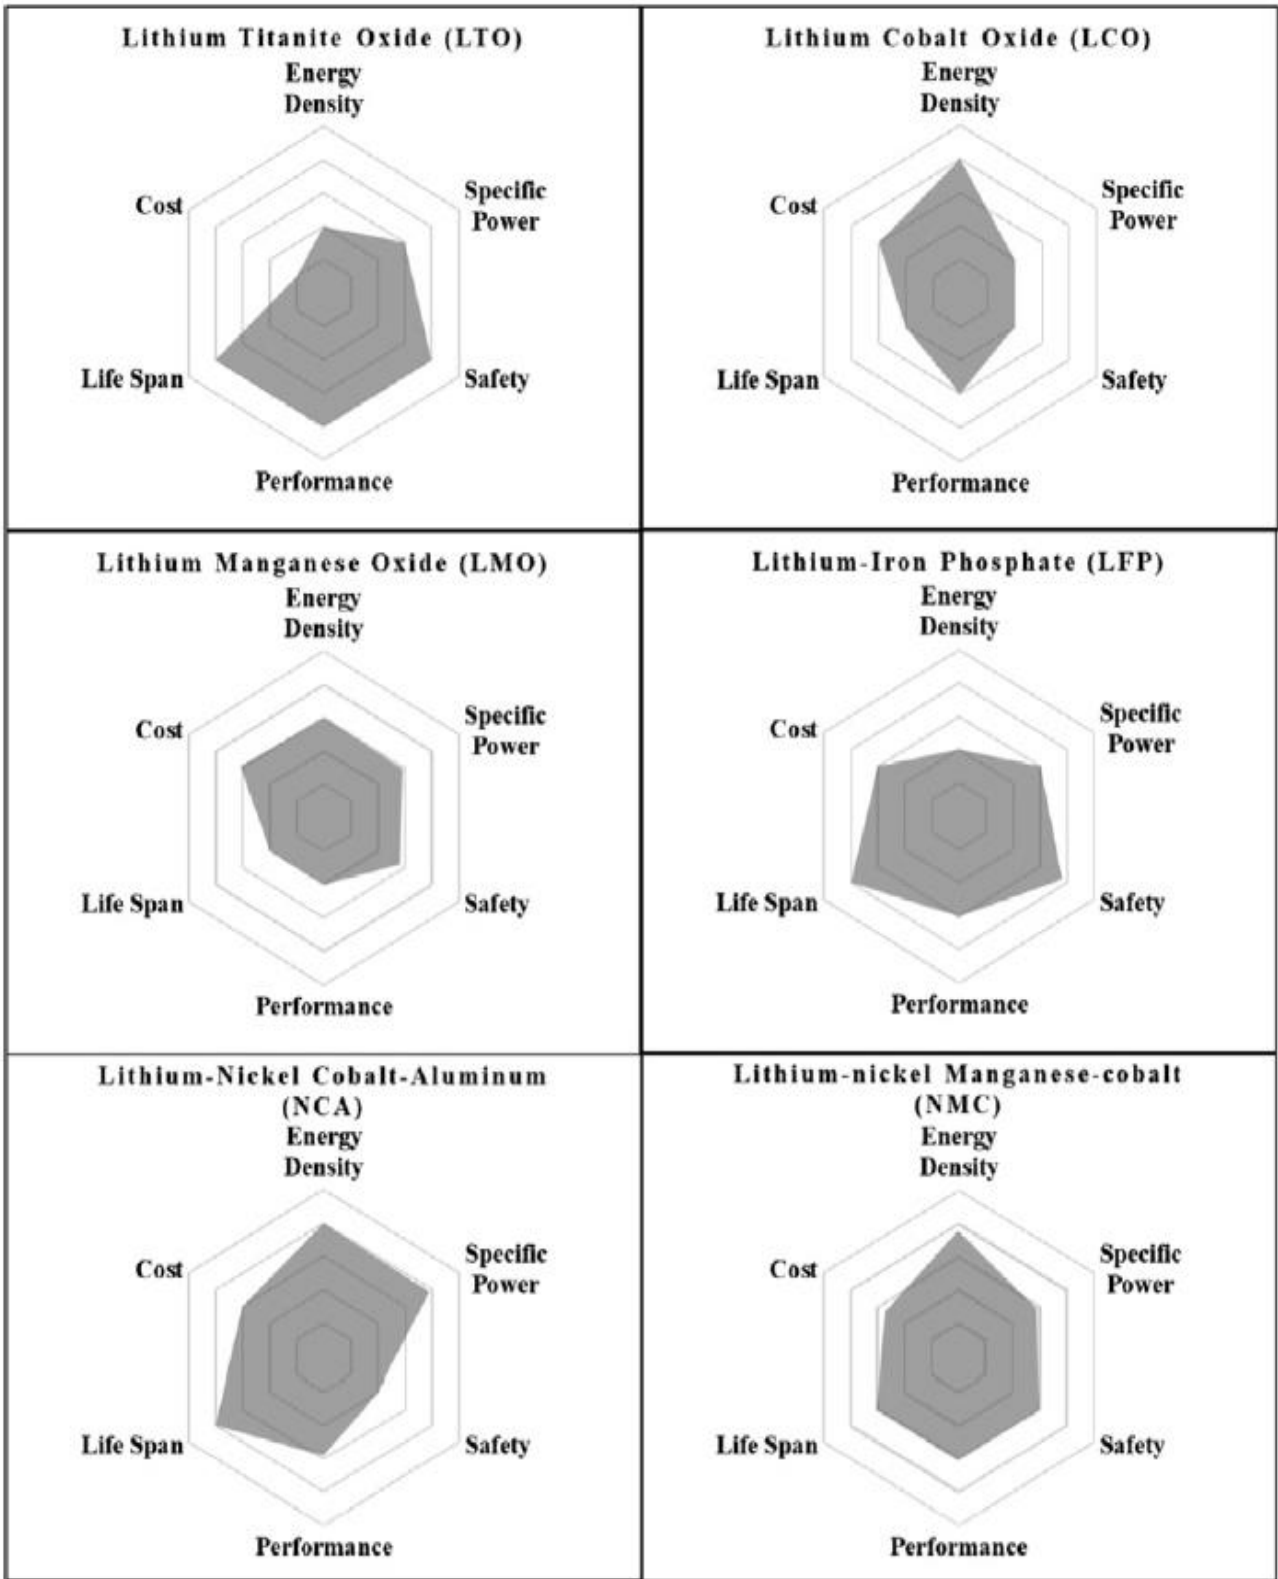 Lithium Titanite Oxide (LTO)
Energy
Density
Cost
Specific
Power
Life Span
Safety
Performance
Lithium Cobalt Oxide (LCO)
Energy
Density
Cost
Specific
Power
Life Span
Safety
Performance
Lithium Manganese Oxide (LMO)
Energy
Density
Cost
Specific
Power
Life Span
Safety
Performance
Lithium-Iron Phosphate (LFP)
Energy
Density
Cost
Specific
Power
Life Span
Safety
Performance
Lithium-Nickel Cobalt-Aluminum
(NCA)
Energy
Density
Cost
Specific
Power
Life Span
Safety
Performance
Lithium-nickel Manganese-cobalt
(NMC)
Energy
Density
Cost
Specific
Power
Life Span
Safety
Performance